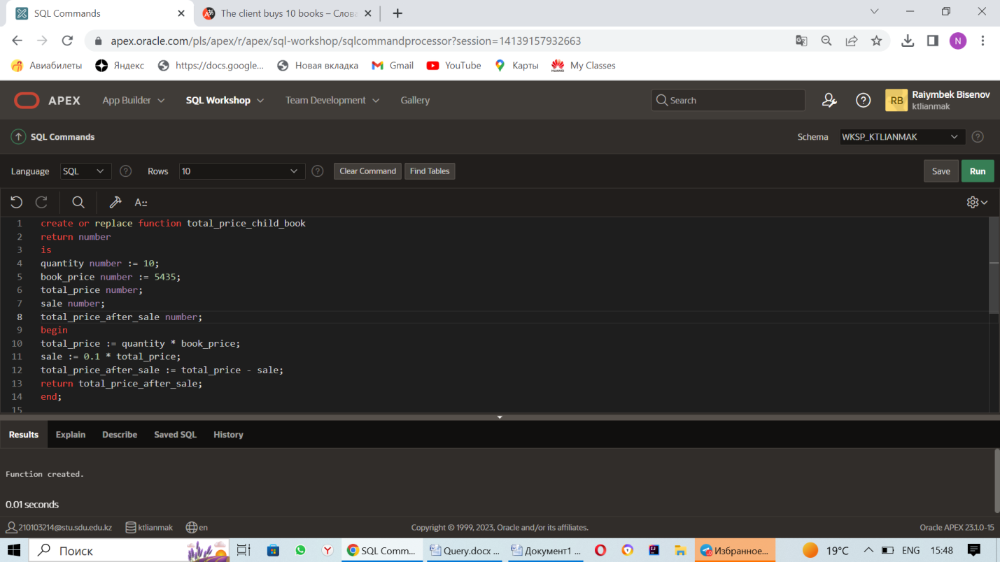 SQL Commands
The client buys 10 books – Слова
apex.oracle.com/pls/apex/r/apex/sql-workshop/sqlcommandprocessor?session=14139157932663
N
Авиабилеты Яндекс https://docs.google... Новая вкладка Gmail YouTube Карты My Classes
APEX App Builder SQL Workshop Team Development Gallery Search RB Raiymbek Bisenov
ktlianmak
SQL Commands Schema WKSP_KTLIANMAK
Language SQL Rows 10 Clear Command Find Tables Save Run
1 create or replace function total_price_child_book
2 return number
3 is
4 quantity number := 10;
5 book_price number := 5435;
6 total_price number;
7 sale number;
8 total_price_after_sale number;
9 begin
10 total_price := quantity * book_price;
11 sale := 0.1 * total_price;
12 total_price_after_sale := total_price - sale;
13 return total_price_after_sale;
14 end;
15
Results Explain Describe Saved SQL History
Function created.
0.01 seconds
210103214@stu.sdu.edu.kz ktlianmak en Copyright © 1999, 2023, Oracle and/or its affiliates. Oracle APEX 23.1.0-15
Поиск SQL Comm... Query.docx ... Документ1 ... Избранное... 19°C ENG 15:48